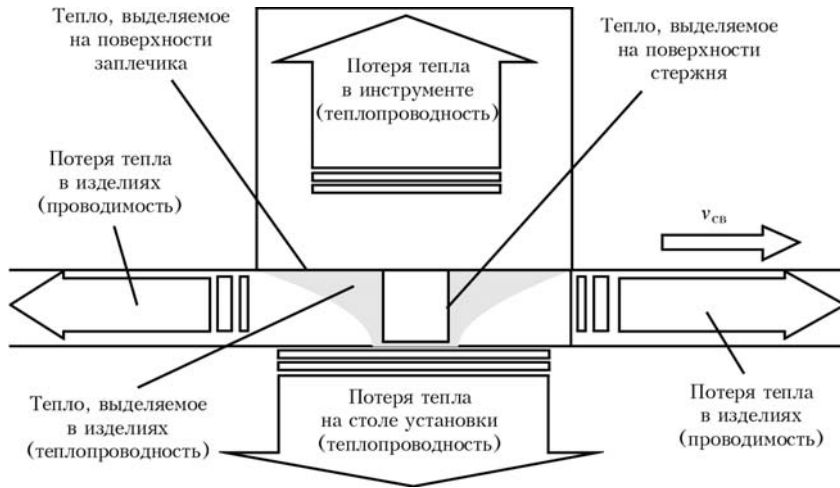 Тепло, выделяемое
на поверхности
заплечика
Потеря тепла
в инструменте
(теплопроводность)
Тепло, выделяемое
на поверхности
стержня
Потеря тепла
в изделиях
(проводимость)
vсв
Тепло, выделяемое
в изделиях
(теплопроводность)
Потеря тепла
на столе установки
(теплопроводность)
Потеря тепла
в изделиях
(проводимость)